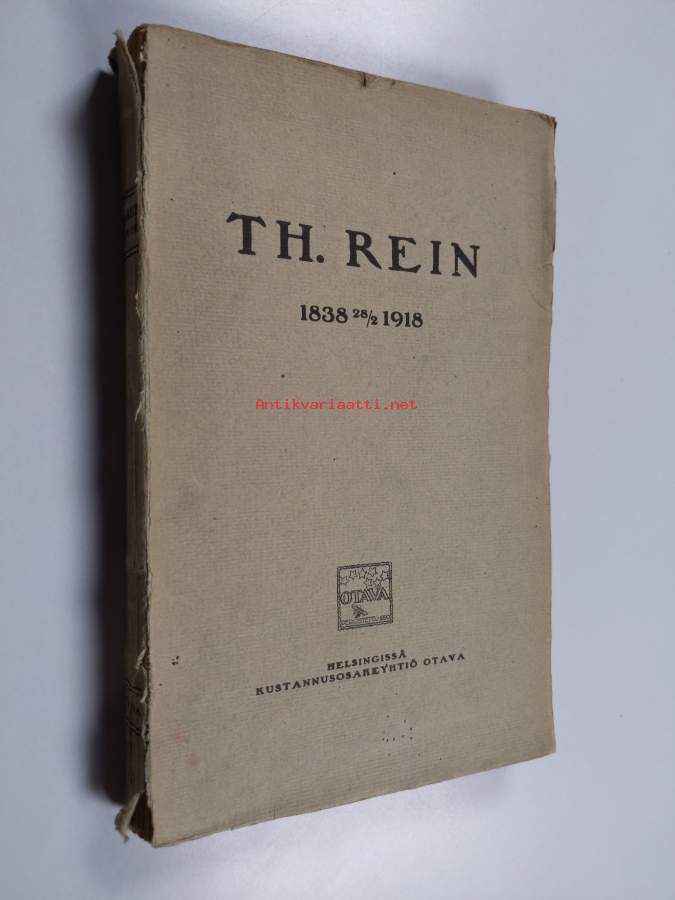 TH. REIN
1838 28/2 1918
Antikvariaatti.net
OTAVA
HELSINGISSÄ
KUSTANNUSOSAKEYHTIÖ OTAVA